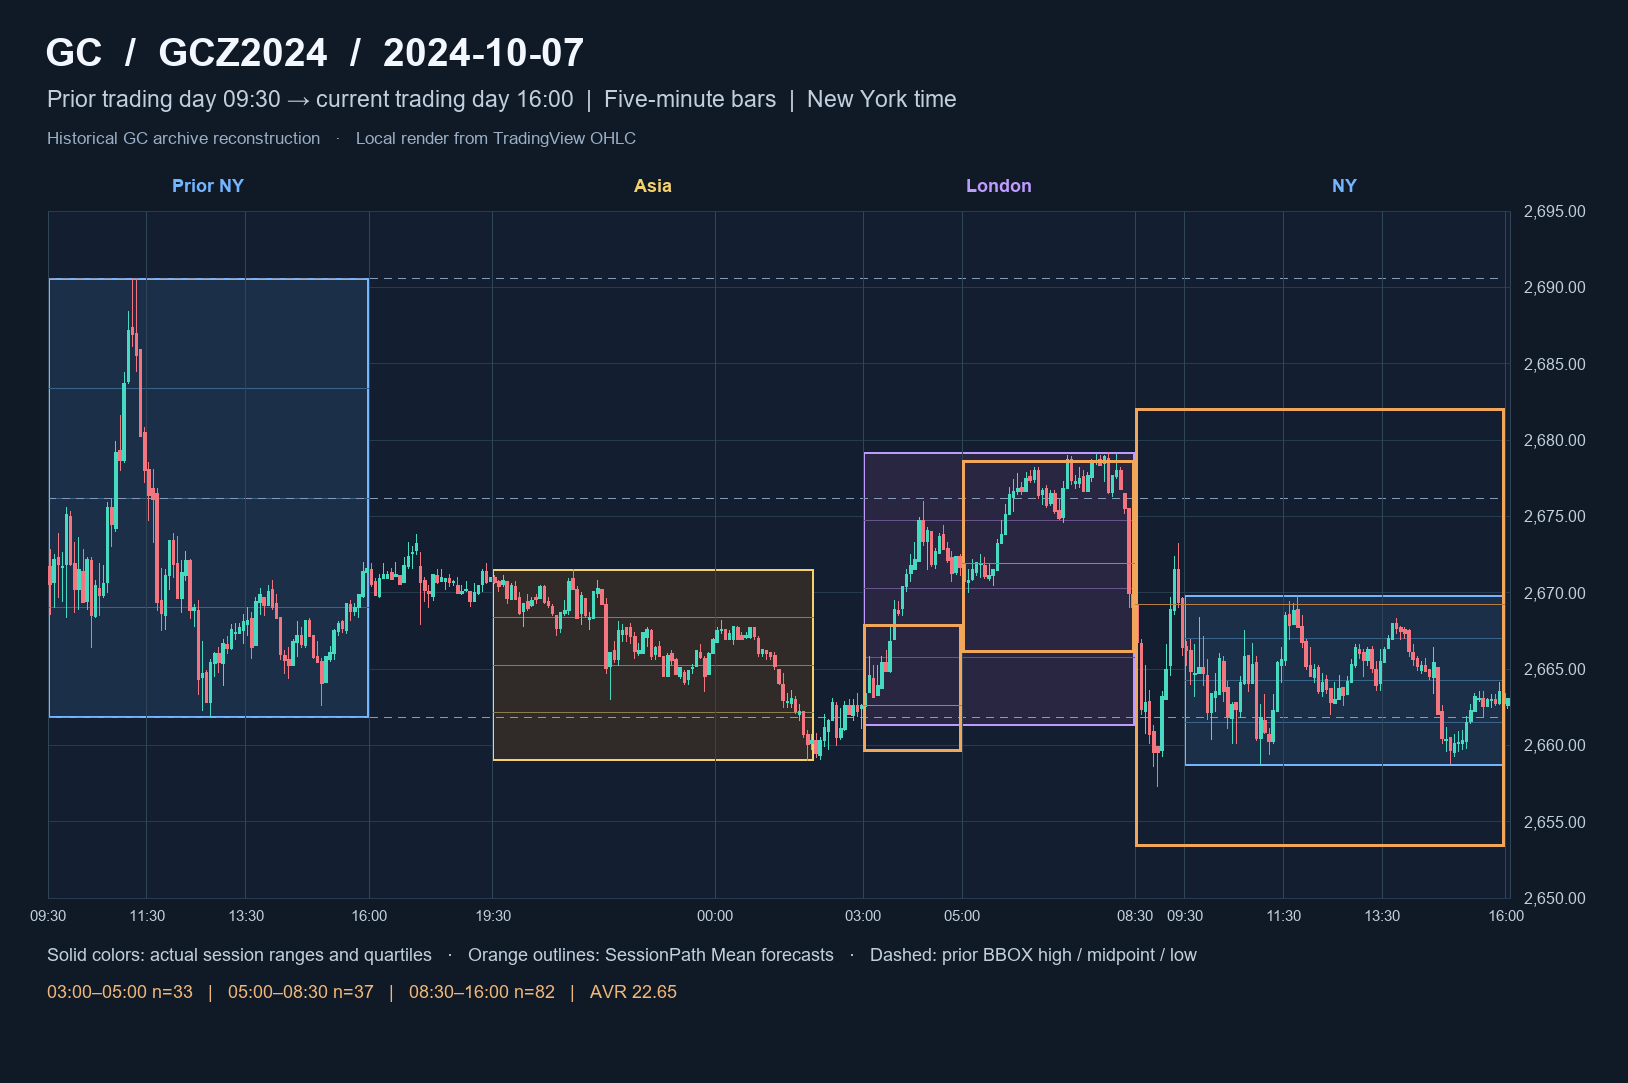 GC / GCZ2024 / 2024-10-07
Prior trading day 09:30 → current trading day 16:00 | Five-minute bars | New York time
Historical GC archive reconstruction · Local render from TradingView OHLC
Prior NY Asia London NY
2,695.00
2,690.00
2,685.00
2,680.00
2,675.00
2,670.00
2,665.00
2,660.00
2,655.00
2,650.00
09:30 11:30 13:30 16:00 19:30 00:00 03:00 05:00 08:30 09:30 11:30 13:30 16:00
Solid colors: actual session ranges and quartiles · Orange outlines: SessionPath Mean forecasts · Dashed: prior BBOX high / midpoint / low
03:00–05:00 n=33 | 05:00–08:30 n=37 | 08:30–16:00 n=82 | AVR 22.65